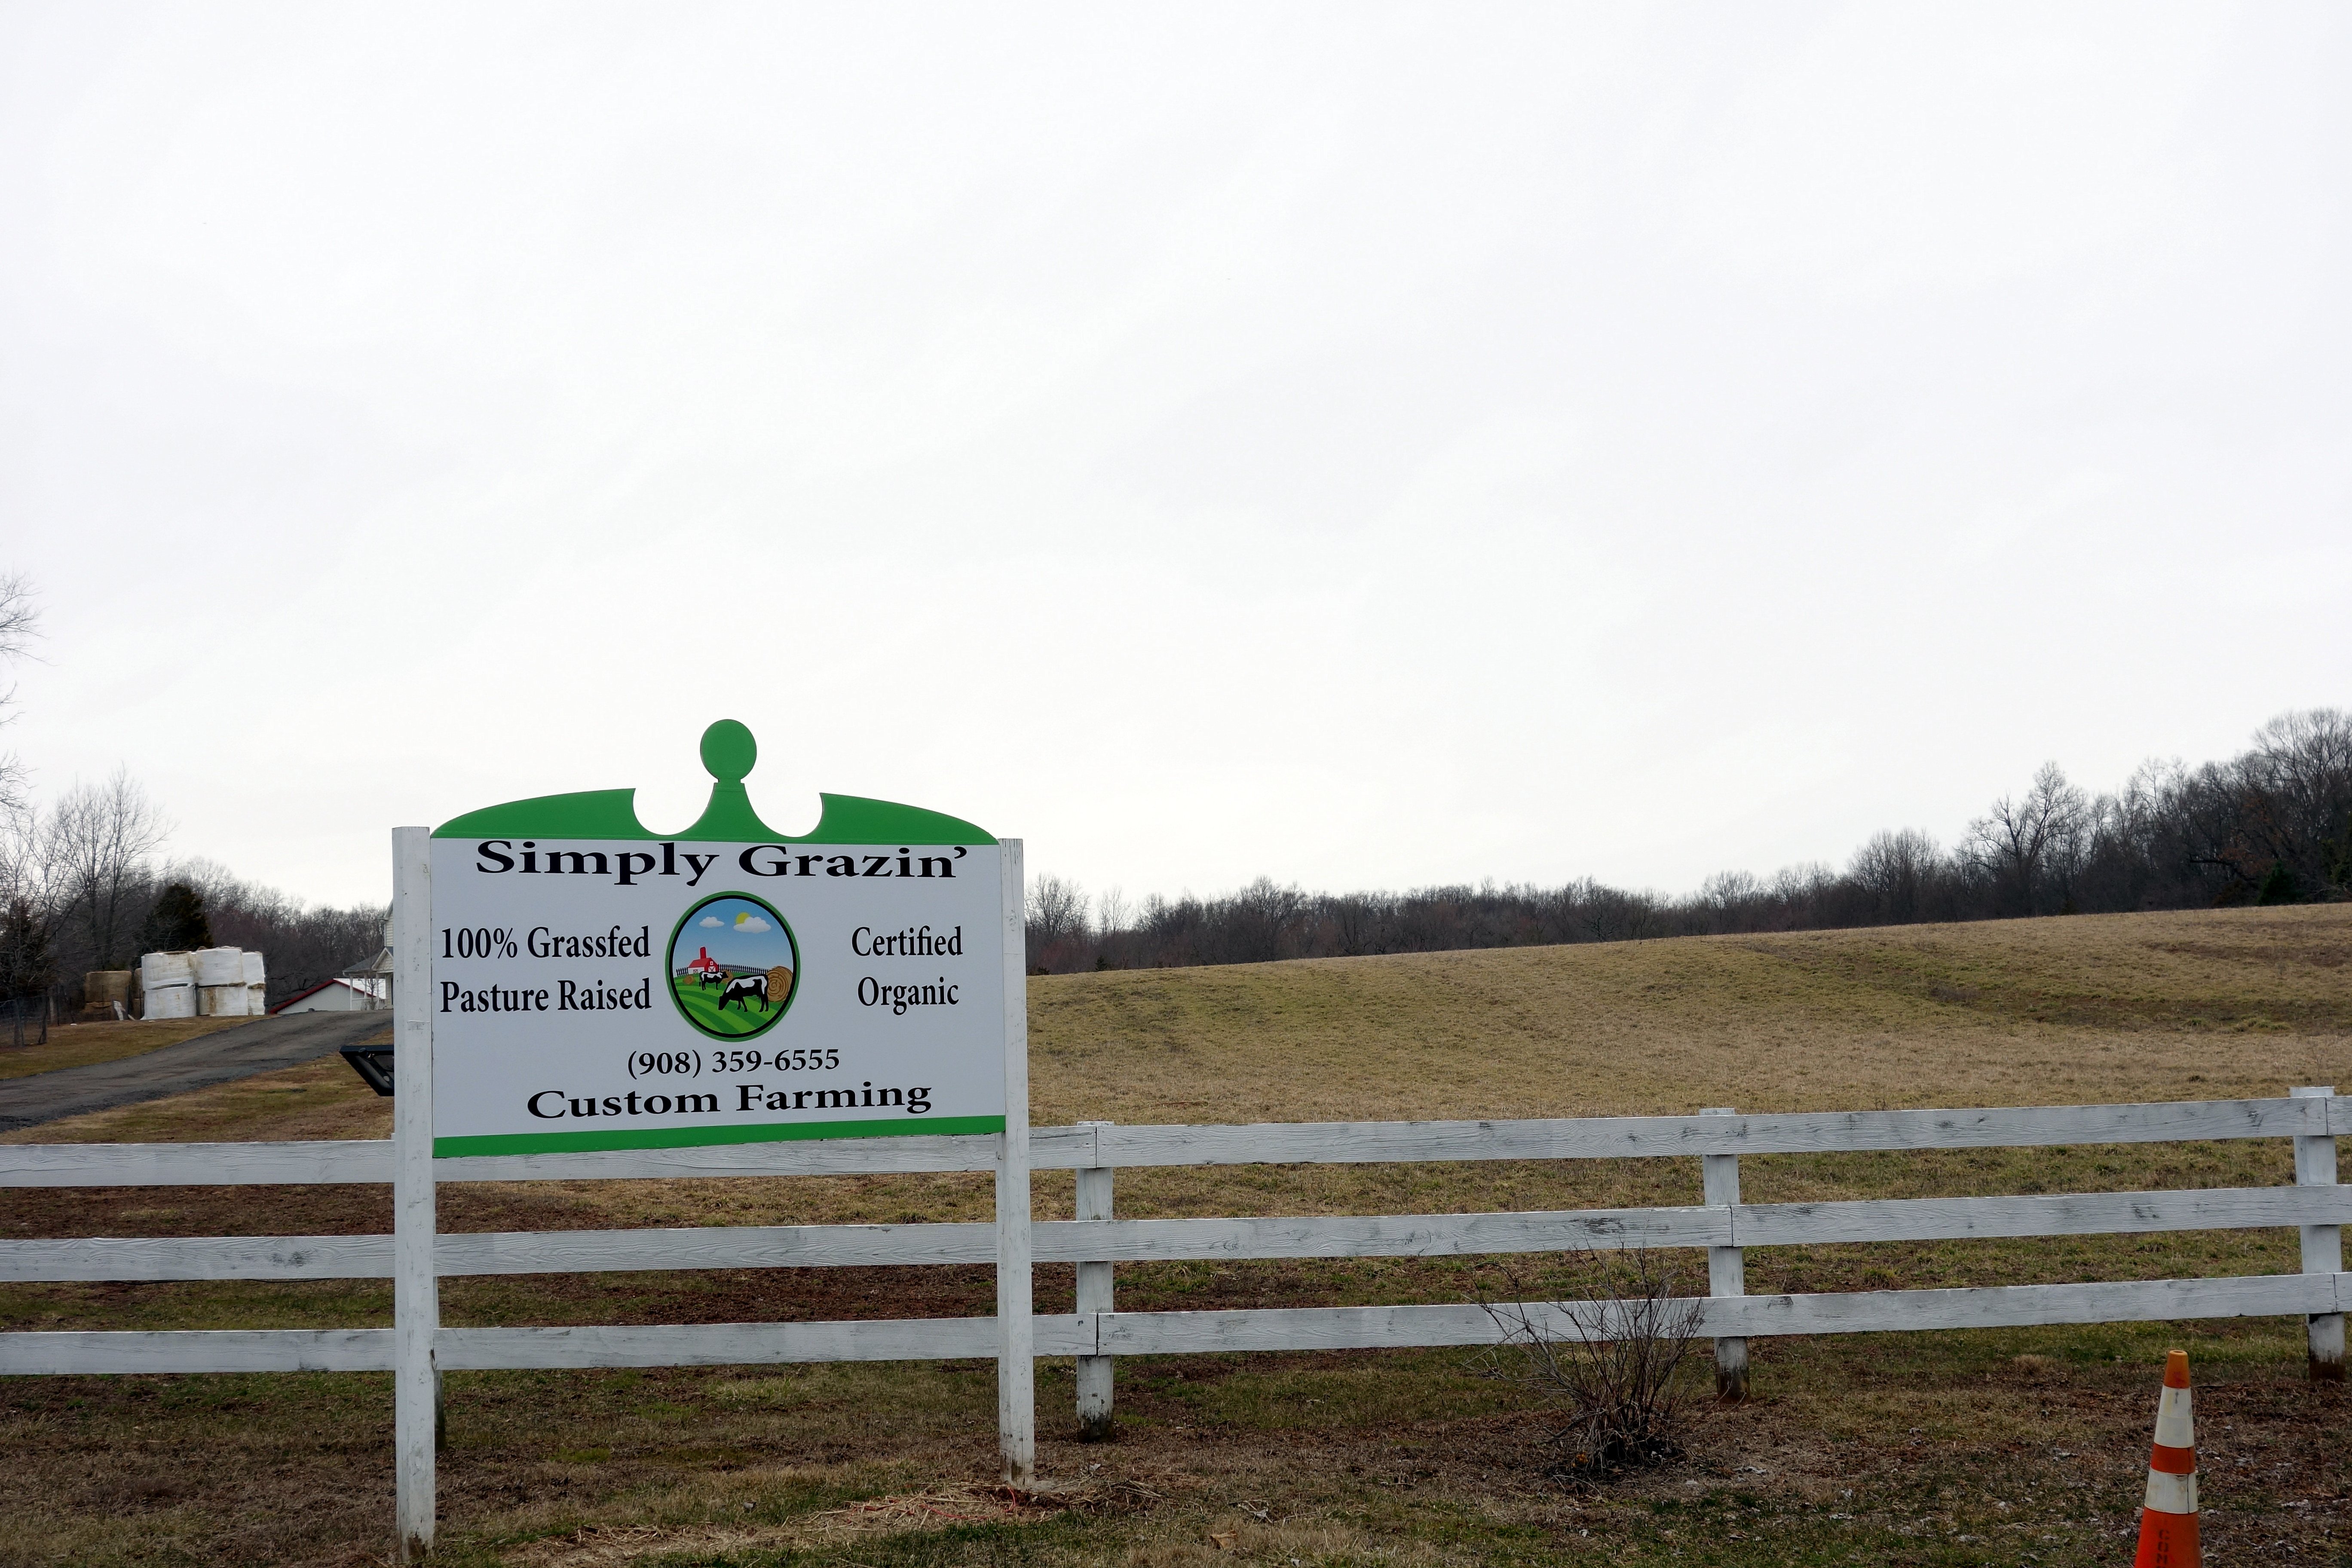 Simply Grazin'
100% Grassfed
Pasture Raised
Certified
Organic
(908) 359-6555
Custom Farming